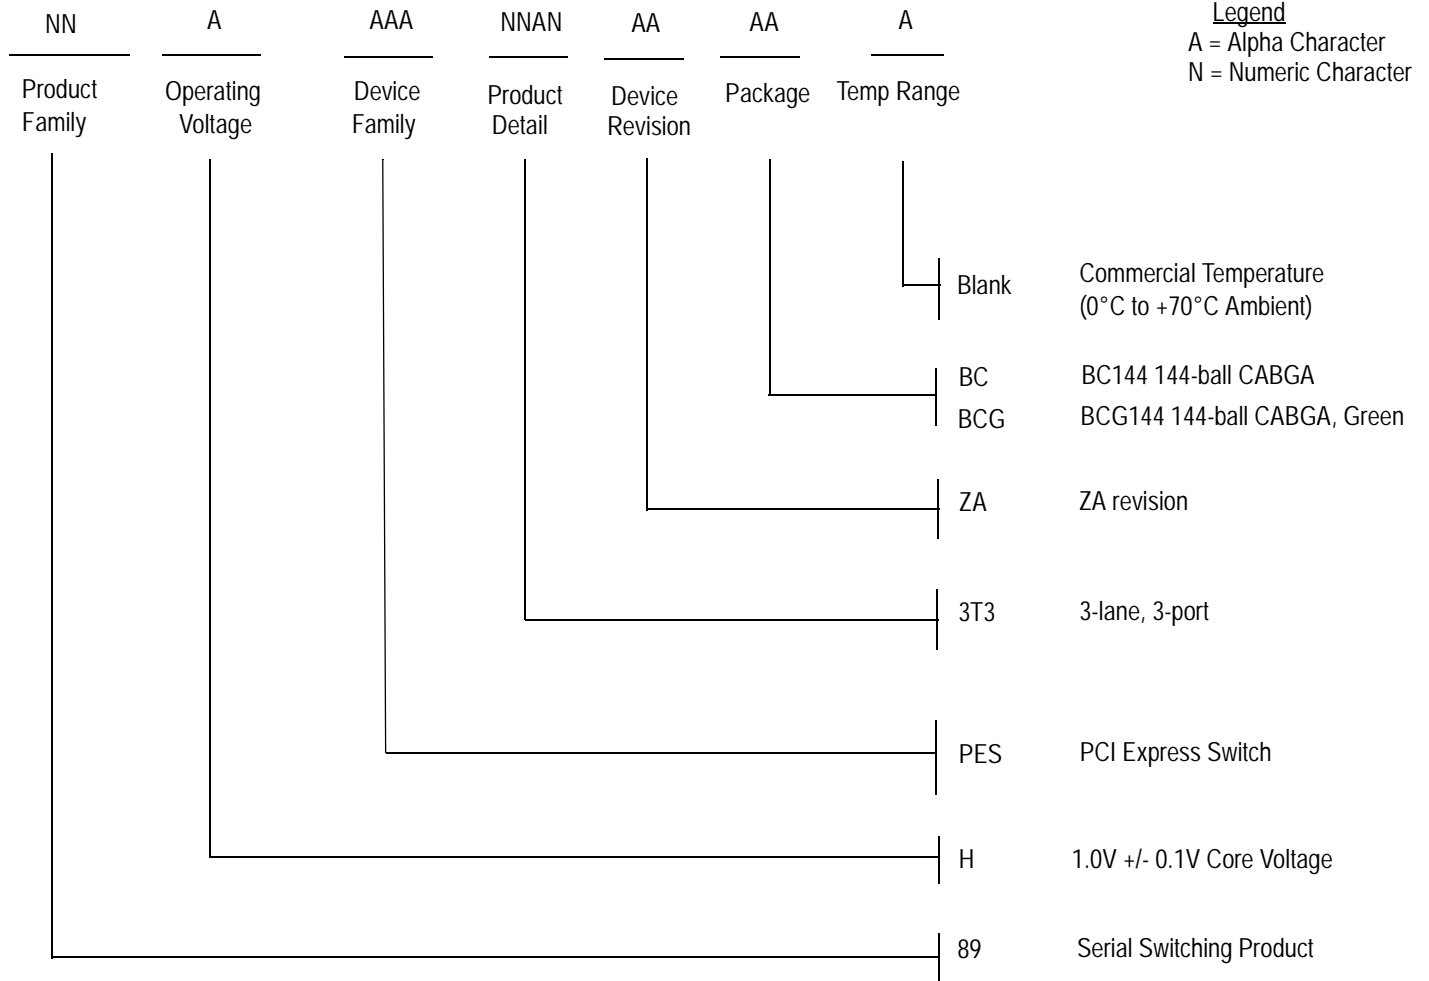 NN A AAA NNAN AA AA A
Legend
A = Alpha Character
N = Numeric Character
Product Family
Operating Voltage
Device Family
Product Detail
Device Revision
Package
Temp Range
Blank Commercial Temperature
(0°C to +70°C Ambient)
BC BC144 144-ball CABGA
BCG BCG144 144-ball CABGA, Green
ZA ZA revision
3T3 3-lane, 3-port
PES PCI Express Switch
H 1.0V +/- 0.1V Core Voltage
89 Serial Switching Product